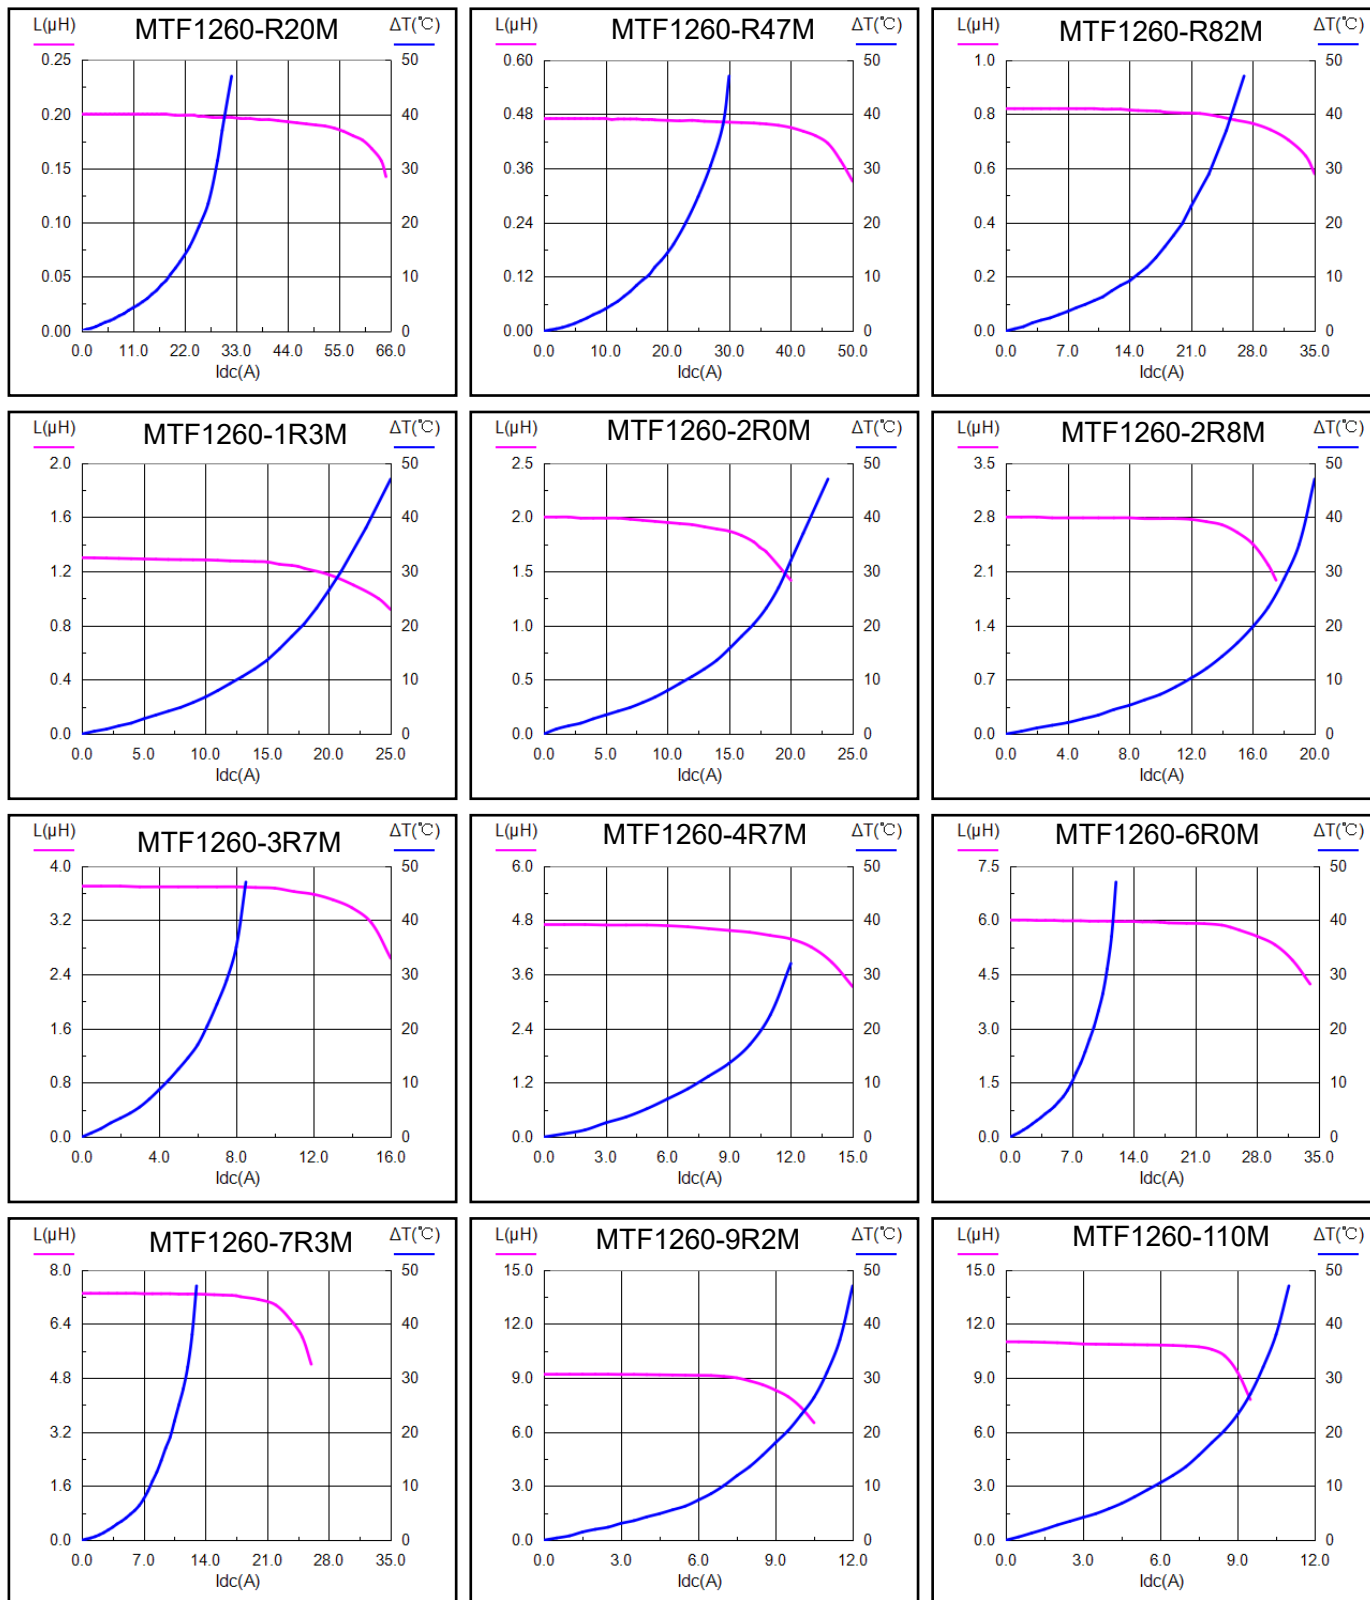 L(μH) MTF1260-R20M ΔT(℃)
0.25 50
0.20 40
0.15 30
0.10 20
0.05 10
0.00 0
0.0 11.0 22.0 33.0 44.0 55.0 66.0
Idc(A)
L(μH) MTF1260-R47M ΔT(℃)
0.60 50
0.48 40
0.36 30
0.24 20
0.12 10
0.00 0
0.0 10.0 20.0 30.0 40.0 50.0
Idc(A)
L(μH) MTF1260-R82M ΔT(℃)
1.0 50
0.8 40
0.6 30
0.4 20
0.2 10
0.0 0
0.0 7.0 14.0 21.0 28.0 35.0
Idc(A)
L(μH) MTF1260-1R3M ΔT(℃)
2.0 50
1.6 40
1.2 30
0.8 20
0.4 10
0.0 0
0.0 5.0 10.0 15.0 20.0 25.0
Idc(A)
L(μH) MTF1260-2R0M ΔT(℃)
2.5 50
2.0 40
1.5 30
1.0 20
0.5 10
0.0 0
0.0 5.0 10.0 15.0 20.0 25.0
Idc(A)
L(μH) MTF1260-2R8M ΔT(℃)
3.5 50
2.8 40
2.1 30
1.4 20
0.7 10
0.0 0
0.0 4.0 8.0 12.0 16.0 20.0
Idc(A)
L(μH) MTF1260-3R7M ΔT(℃)
4.0 50
3.2 40
2.4 30
1.6 20
0.8 10
0.0 0
0.0 4.0 8.0 12.0 16.0
Idc(A)
L(μH) MTF1260-4R7M ΔT(℃)
6.0 50
4.8 40
3.6 30
2.4 20
1.2 10
0.0 0
0.0 3.0 6.0 9.0 12.0 15.0
Idc(A)
L(μH) MTF1260-6R0M ΔT(℃)
7.5 50
6.0 40
4.5 30
3.0 20
1.5 10
0.0 0
0.0 7.0 14.0 21.0 28.0 35.0
Idc(A)
L(μH) MTF1260-7R3M ΔT(℃)
8.0 50
6.4 40
4.8 30
3.2 20
1.6 10
0.0 0
0.0 7.0 14.0 21.0 28.0 35.0
Idc(A)
L(μH) MTF1260-9R2M ΔT(℃)
15.0 50
12.0 40
9.0 30
6.0 20
3.0 10
0.0 0
0.0 3.0 6.0 9.0 12.0
Idc(A)
L(μH) MTF1260-110M ΔT(℃)
15.0 50
12.0 40
9.0 30
6.0 20
3.0 10
0.0 0
0.0 3.0 6.0 9.0 12.0
Idc(A)